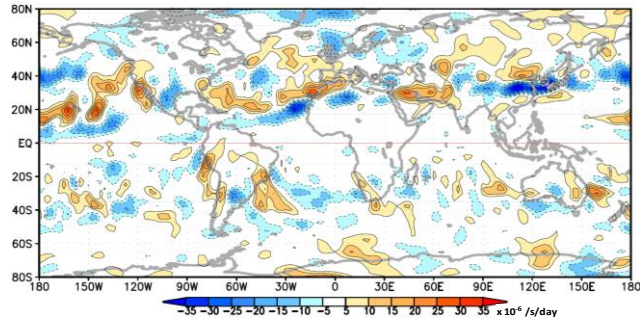 80N
60N
40N
20N
EQ
20S
40S
60S
80S
180 150W 120W 90W 60W 30W 0 30E 60E 90E 120E 150E 180
-35 -30 -25 -20 -15 -10 -5 5 10 15 20 25 30 35 x 10⁻⁶ /s/day